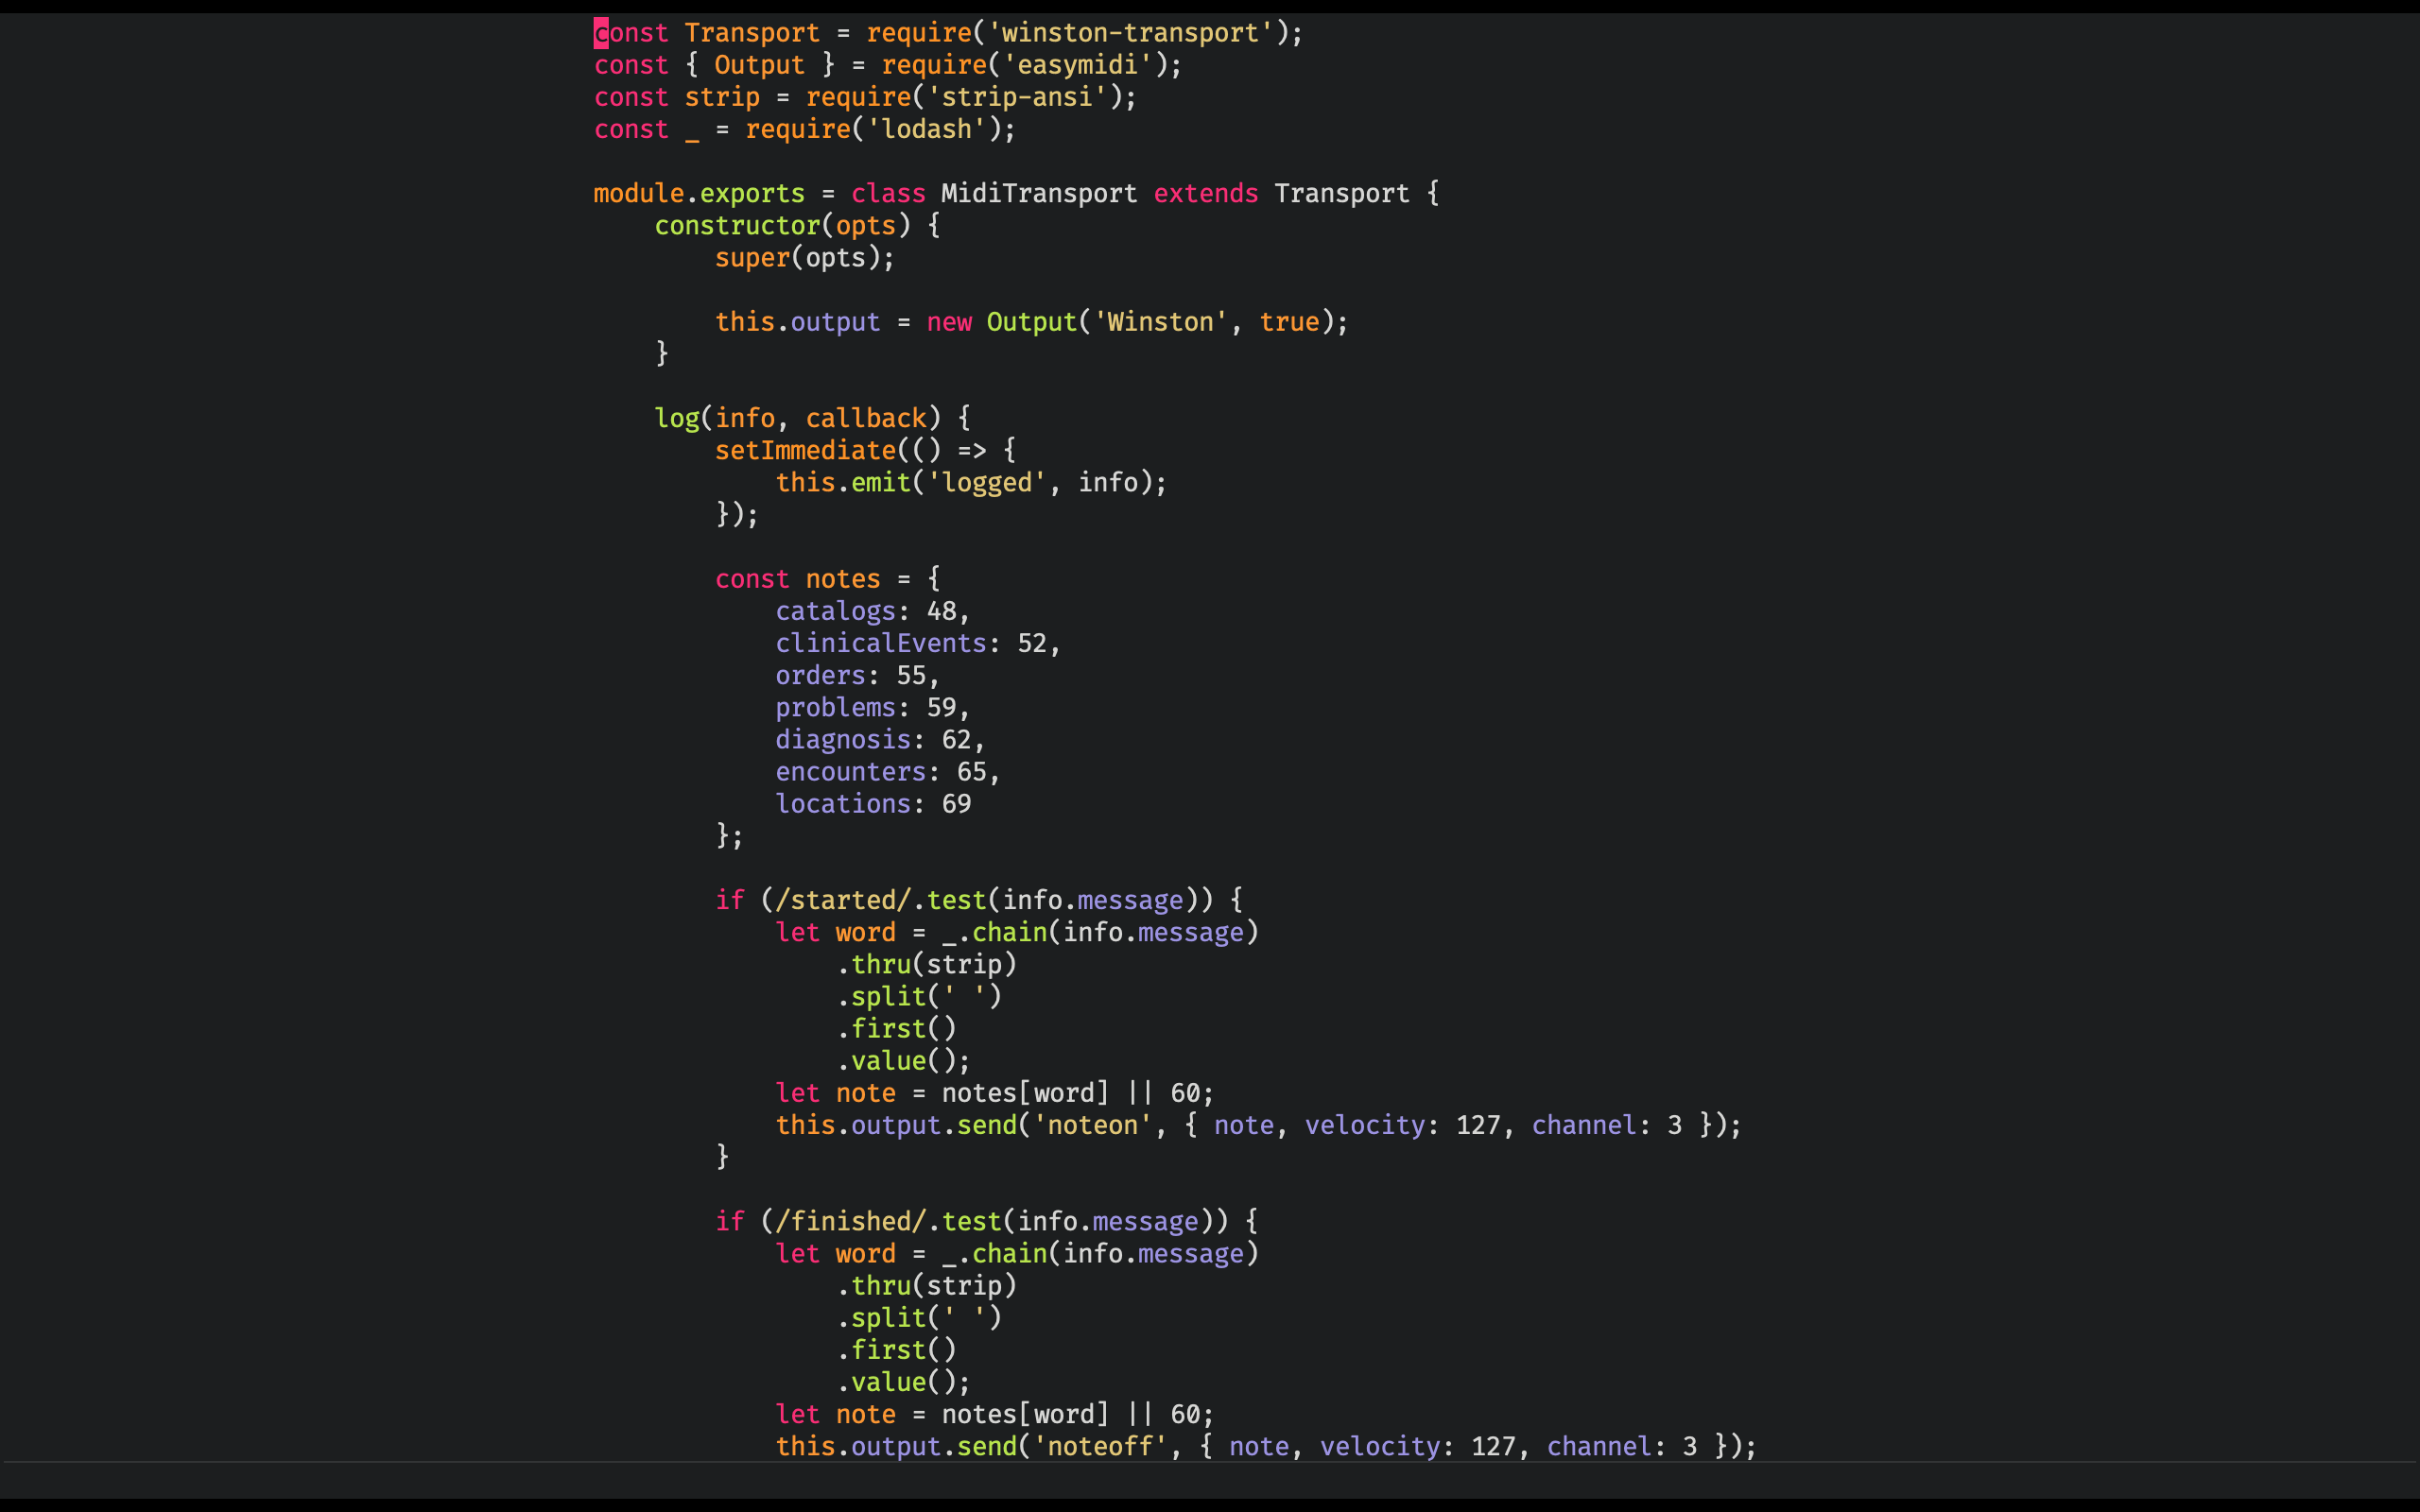 const Transport = require('winston-transport');
const { Output } = require('easymidi');
const strip = require('strip-ansi');
const _ = require('lodash');

module.exports = class MidiTransport extends Transport {
    constructor(opts) {
        super(opts);

        this.output = new Output('Winston', true);
    }

    log(info, callback) {
        setImmediate(() => {
            this.emit('logged', info);
        });

        const notes = {
            catalogs: 48,
            clinicalEvents: 52,
            orders: 55,
            problems: 59,
            diagnosis: 62,
            encounters: 65,
            locations: 69
        };

        if (/started/.test(info.message)) {
            let word = _.chain(info.message)
                .thru(strip)
                .split(' ')
                .first()
                .value();
            let note = notes[word] || 60;
            this.output.send('noteon', { note, velocity: 127, channel: 3 });
        }

        if (/finished/.test(info.message)) {
            let word = _.chain(info.message)
                .thru(strip)
                .split(' ')
                .first()
                .value();
            let note = notes[word] || 60;
            this.output.send('noteoff', { note, velocity: 127, channel: 3 });